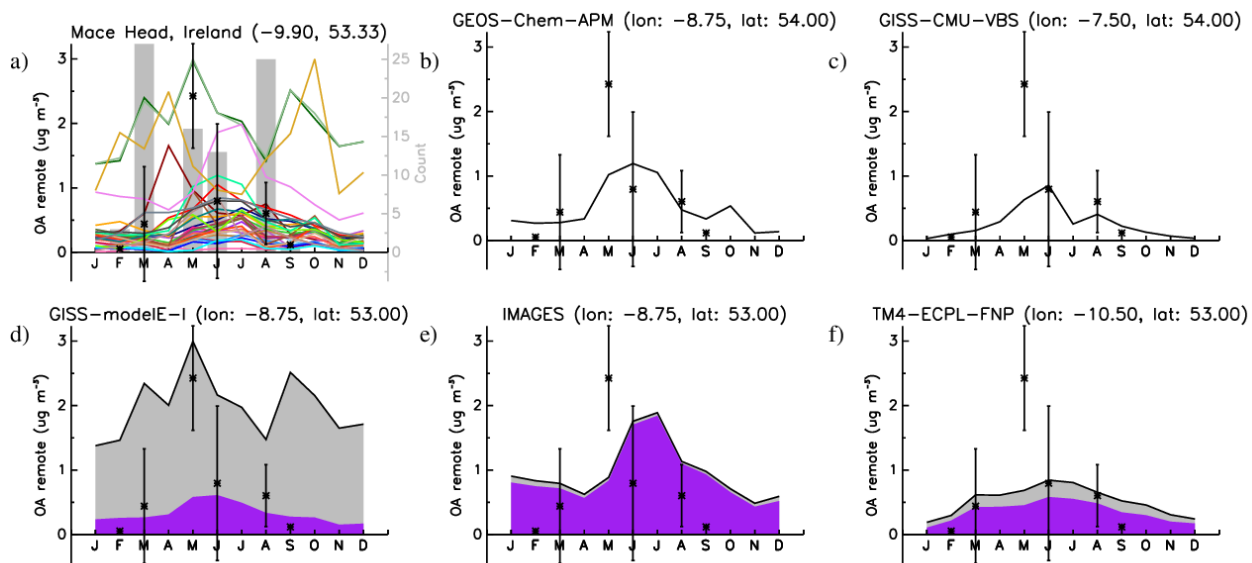 a)
Mace Head, Ireland (-9.90, 53.33)
OA remote (ug m⁻³)
3
2
1
0
25
20
15
10
5
0
Count
J F M A M J J A S O N D
b)
GEOS-Chem-APM (lon: -8.75, lat: 54.00)
OA remote (ug m⁻³)
3
2
1
0
J F M A M J J A S O N D
c)
GISS-CMU-VBS (lon: -7.50, lat: 54.00)
OA remote (ug m⁻³)
3
2
1
0
J F M A M J J A S O N D
d)
GISS-modelE-I (lon: -8.75, lat: 53.00)
OA remote (ug m⁻³)
3
2
1
0
J F M A M J J A S O N D
e)
IMAGES (lon: -8.75, lat: 53.00)
OA remote (ug m⁻³)
3
2
1
0
J F M A M J J A S O N D
f)
TM4-ECPL-FNP (lon: -10.50, lat: 53.00)
OA remote (ug m⁻³)
3
2
1
0
J F M A M J J A S O N D